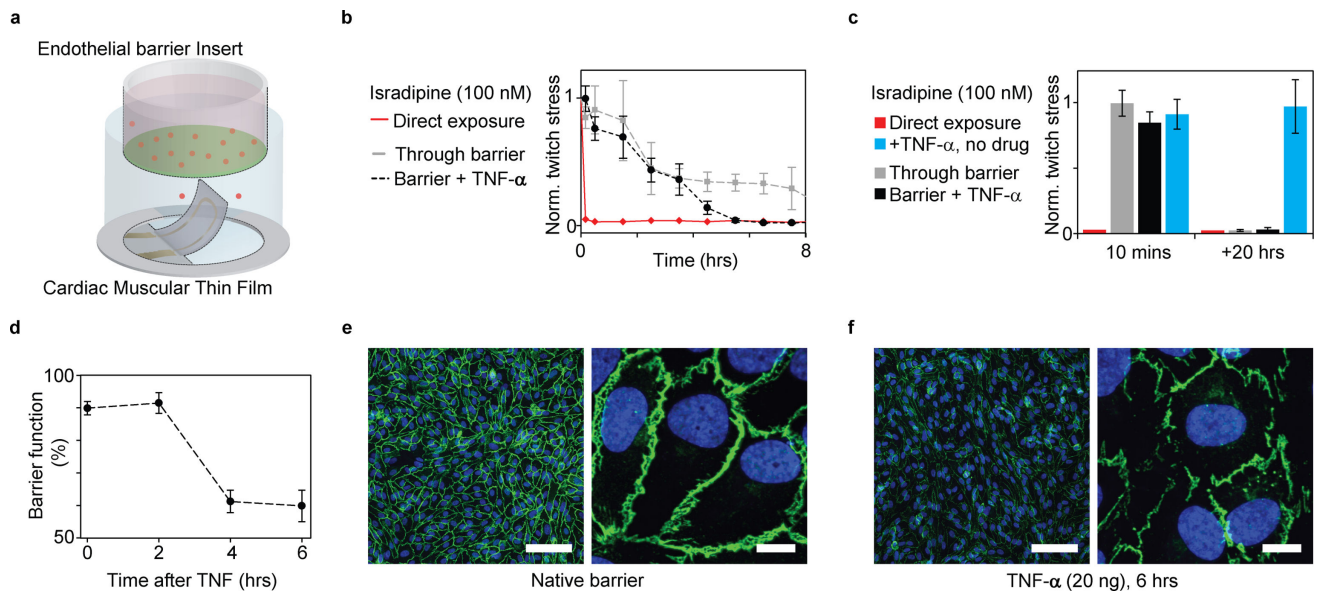 a
Endothelial barrier Insert
Cardiac Muscular Thin Film
b
Isradipine (100 nM)
Direct exposure
Through barrier
Barrier + TNF-α
Norm. twitch stress
1
0
0
2
4
6
8
Time (hrs)
c
Isradipine (100 nM)
Direct exposure
+TNF-α, no drug
Through barrier
Barrier + TNF-α
Norm. twitch stress
1
0
10 mins
+20 hrs
d
Barrier function
(%)
100
50
0
2
4
6
Time after TNF (hrs)
e
Native barrier
f
TNF-α (20 ng), 6 hrs